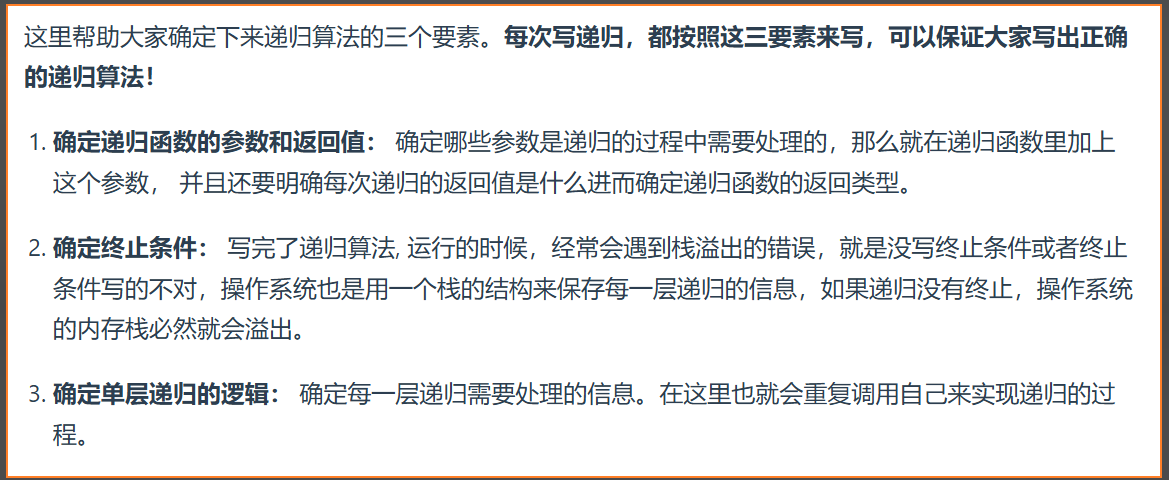 这里帮助大家确定下来递归算法的三个要素。每次写递归，都按照这三要素来写，可以保证大家写出正确
的递归算法！
1. 确定递归函数的参数和返回值： 确定哪些参数是递归的过程中需要处理的，那么就在递归函数里加上
这个参数， 并且还要明确每次递归的返回值是什么进而确定递归函数的返回类型。
2. 确定终止条件： 写完了递归算法, 运行的时候，经常会遇到栈溢出的错误，就是没写终止条件或者终止
条件写的不对，操作系统也是用一个栈的结构来保存每一层递归的信息，如果递归没有终止，操作系统
的内存栈必然就会溢出。
3. 确定单层递归的逻辑： 确定每一层递归需要处理的信息。在这里也就会重复调用自己来实现递归的过
程。